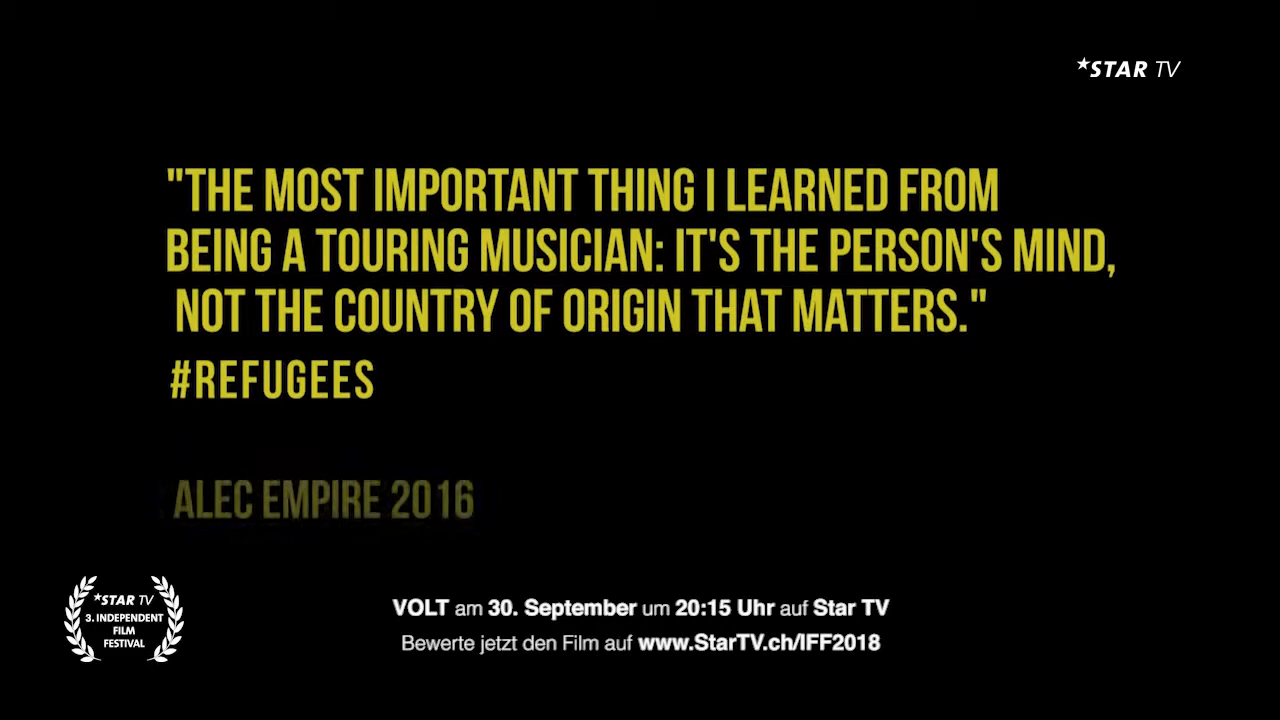 *STAR TV
"THE MOST IMPORTANT THING I LEARNED FROM
BEING A TOURING MUSICIAN: IT'S THE PERSON'S MIND,
NOT THE COUNTRY OF ORIGIN THAT MATTERS."
#REFUGEES
ALEC EMPIRE 2016
*STAR TV
3. INDEPENDENT
FILM
FESTIVAL
VOLT am 30. September um 20:15 Uhr auf Star TV
Bewerte jetzt den Film auf www.StarTV.ch/IFF2018